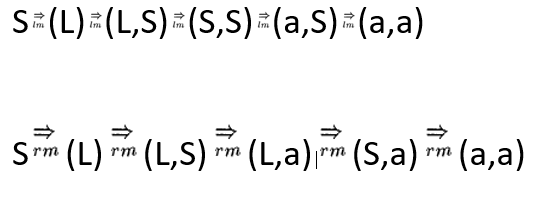 S ⇒lm (L) ⇒lm (L,S) ⇒lm (S,S) ⇒lm (a,S) ⇒lm (a,a)
S ⇒rm (L) ⇒rm (L,S) ⇒rm (L,a) ⇒rm (S,a) ⇒rm (a,a)